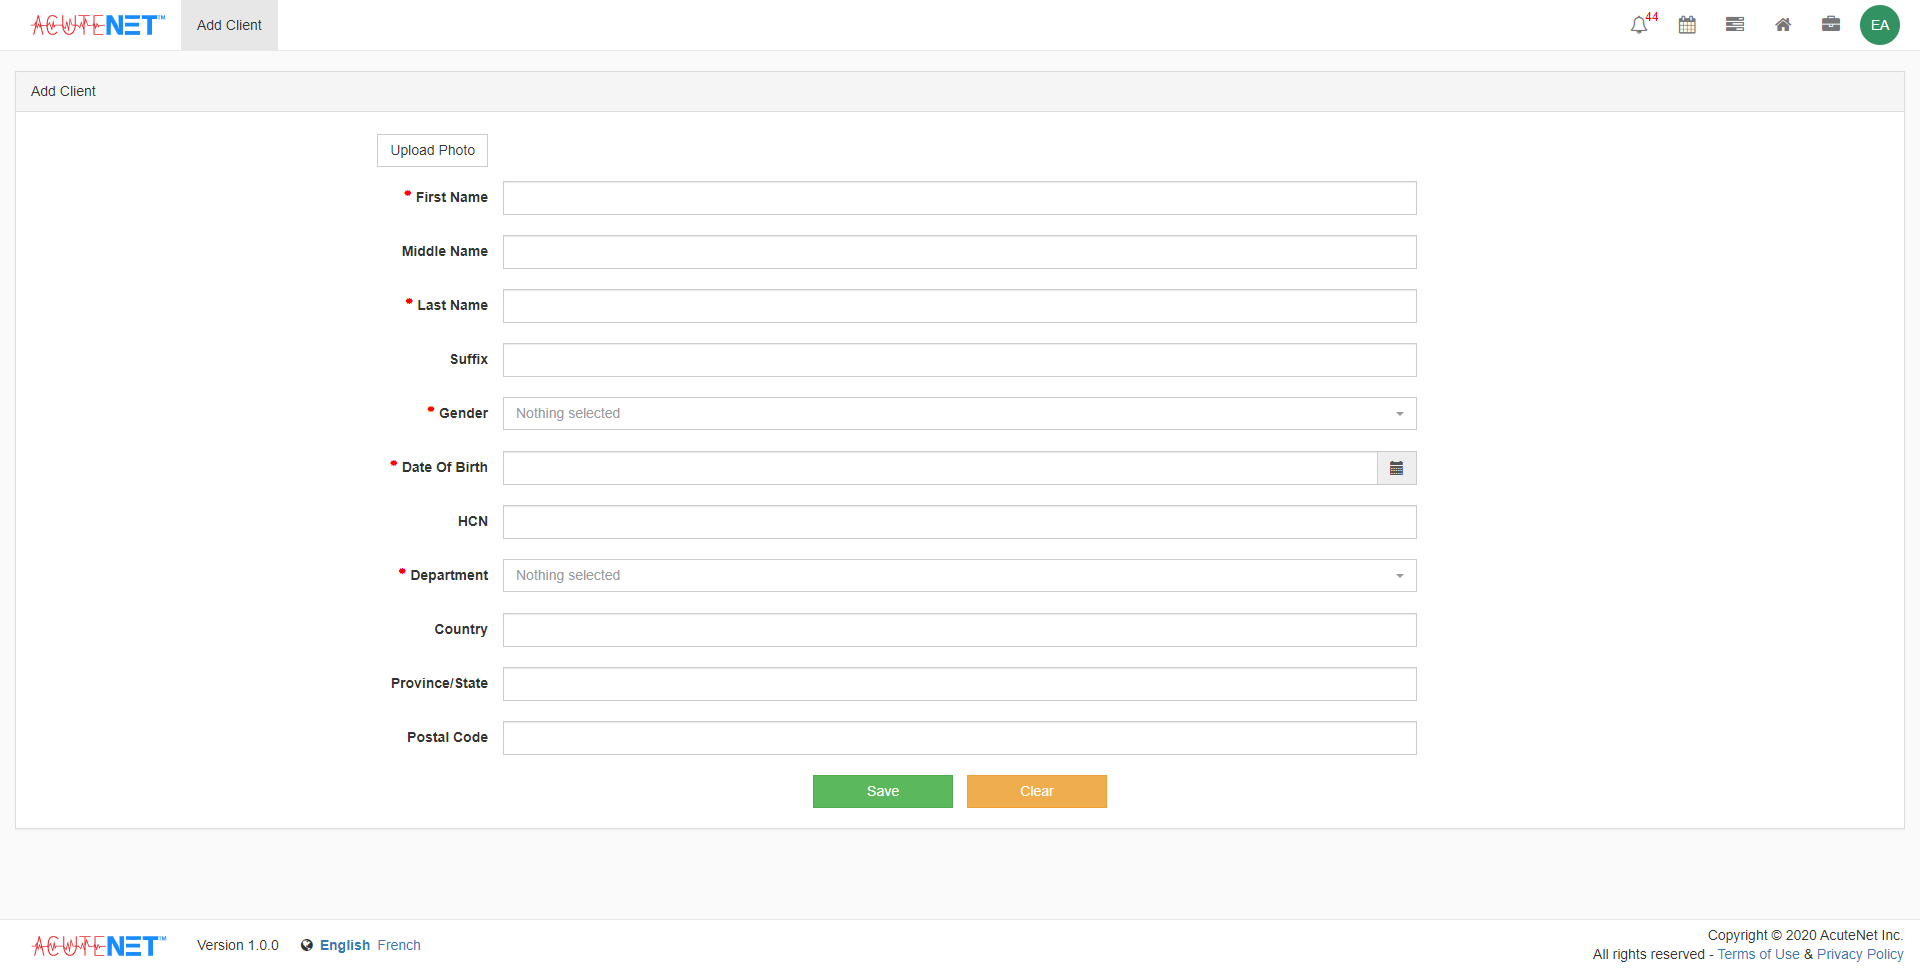 ACUTENET™ Add Client 44 EA
Add Client
Upload Photo
* First Name
Middle Name
* Last Name
Suffix
* Gender Nothing selected
* Date Of Birth
HCN
* Department Nothing selected
Country
Province/State
Postal Code
Save Clear
ACUTENET™ Version 1.0.0 English French
Copyright © 2020 AcuteNet Inc.
All rights reserved - Terms of Use & Privacy Policy